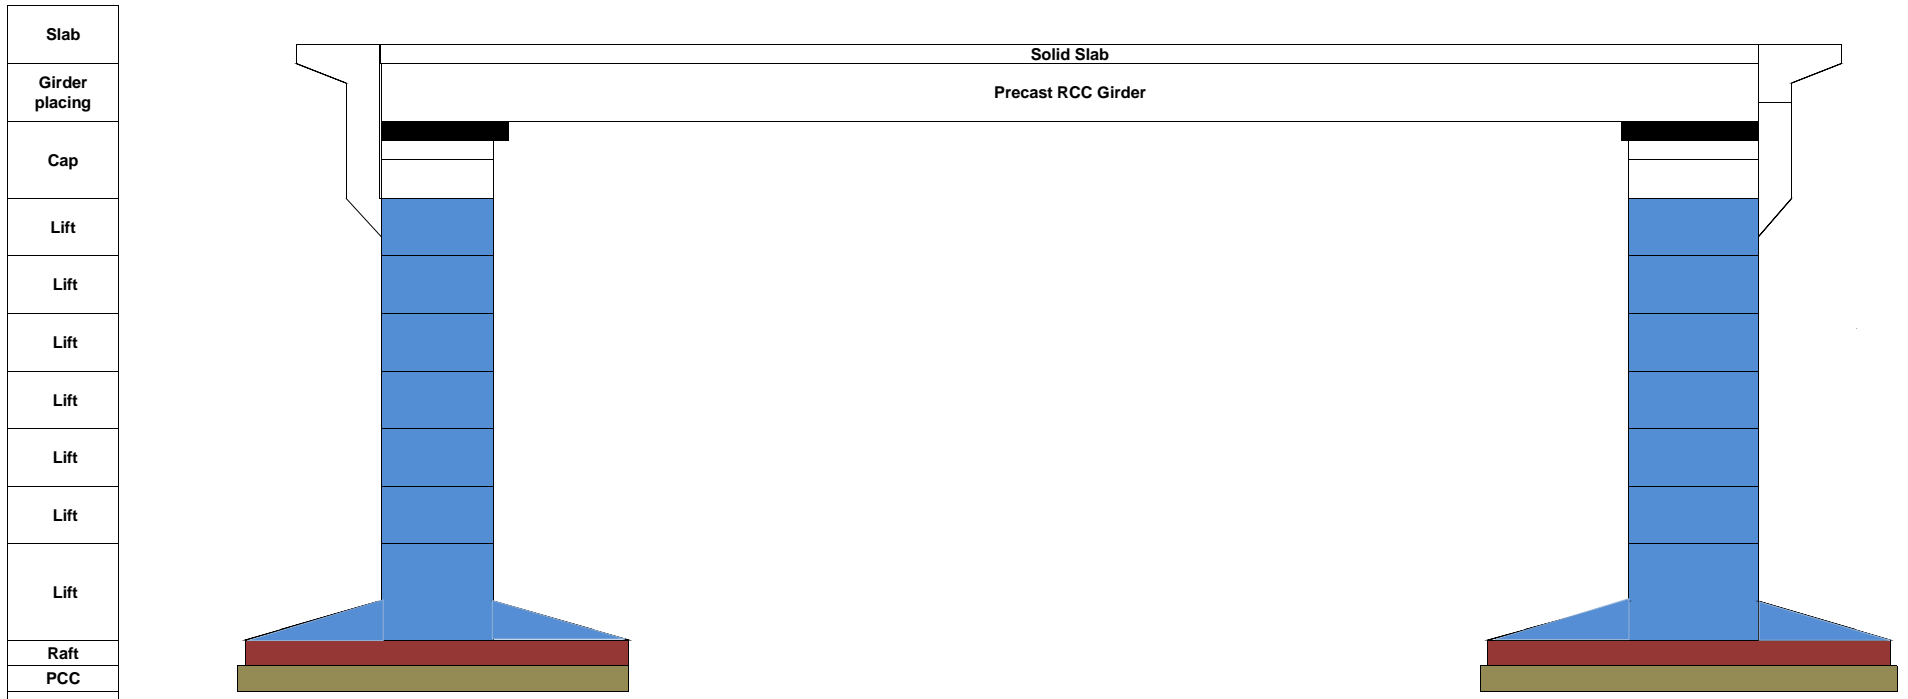 Slab
Girder
placing
Cap
Lift
Lift
Lift
Lift
Lift
Lift
Lift
Raft
PCC
Solid Slab
Precast RCC Girder